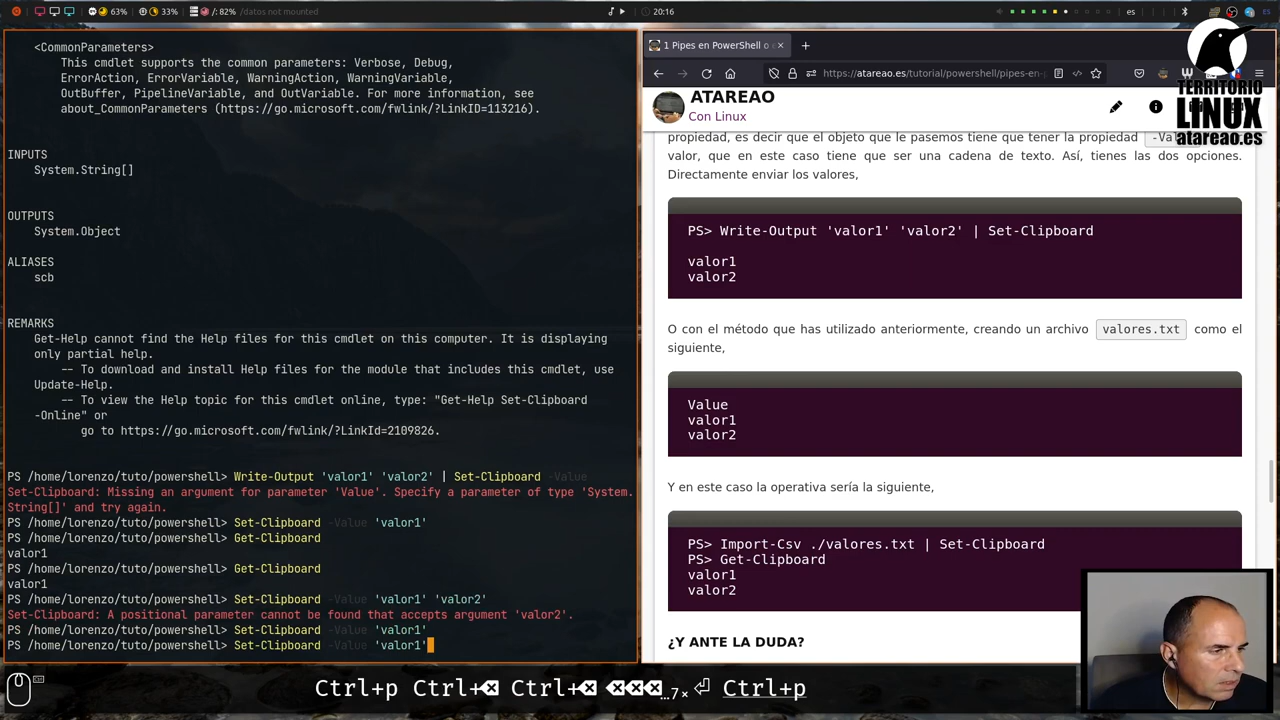 63% 33% /: 82% /datos not mounted
20:16
es
ES
<CommonParameters>
This cmdlet supports the common parameters: Verbose, Debug,
ErrorAction, ErrorVariable, WarningAction, WarningVariable,
OutBuffer, PipelineVariable, and OutVariable. For more information, see
about_CommonParameters (https://go.microsoft.com/fwlink/?LinkID=113216).
INPUTS
System.String[]
OUTPUTS
System.Object
ALIASES
scb
REMARKS
Get-Help cannot find the Help files for this cmdlet on this computer. It is displaying
only partial help.
-- To download and install Help files for the module that includes this cmdlet, use
Update-Help.
-- To view the Help topic for this cmdlet online, type: "Get-Help Set-Clipboard
-Online" or
go to https://go.microsoft.com/fwlink/?LinkId=2109826.
PS /home/lorenzo/tuto/powershell> Write-Output 'valor1' 'valor2' | Set-Clipboard -Value
Set-Clipboard: Missing an argument for parameter 'Value'. Specify a parameter of type 'System.
String[]' and try again.
PS /home/lorenzo/tuto/powershell> Set-Clipboard -Value 'valor1'
PS /home/lorenzo/tuto/powershell> Get-Clipboard
valor1
PS /home/lorenzo/tuto/powershell> Get-Clipboard
valor1
PS /home/lorenzo/tuto/powershell> Set-Clipboard -Value 'valor1' 'valor2'
Set-Clipboard: A positional parameter cannot be found that accepts argument 'valor2'.
PS /home/lorenzo/tuto/powershell> Set-Clipboard -Value 'valor1'
PS /home/lorenzo/tuto/powershell> Set-Clipboard -Value 'valor1'
1 Pipes en PowerShell o
https://atareao.es/tutorial/powershell/pipes-en-p
ATAREAO
Con Linux
TERRITORIO
LINUX
atareao.es
propiedad, es decir que el objeto que le pasemos tiene que tener la propiedad
valor, que en este caso tiene que ser una cadena de texto. Así, tienes las dos opciones.
Directamente enviar los valores,
PS> Write-Output 'valor1' 'valor2' | Set-Clipboard
valor1
valor2
O con el método que has utilizado anteriormente, creando un archivo valores.txt como el
siguiente,
Value
valor1
valor2
Y en este caso la operativa sería la siguiente,
PS> Import-Csv ./valores.txt | Set-Clipboard
PS> Get-Clipboard
valor1
valor2
¿Y ANTE LA DUDA?
Ctrl
Ctrl+p Ctrl+⌫ Ctrl+⌫ ⌫⌫⌫…7× ⏎ Ctrl+p